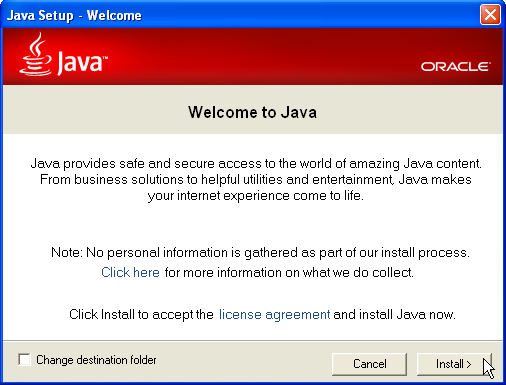 Java Setup - Welcome
Java™
ORACLE®
Welcome to Java
Java provides safe and secure access to the world of amazing Java content.
From business solutions to helpful utilities and entertainment, Java makes
your internet experience come to life.
Note: No personal information is gathered as part of our install process.
Click here for more information on what we do collect.
Click Install to accept the license agreement and install Java now.
Change destination folder
Cancel
Install >